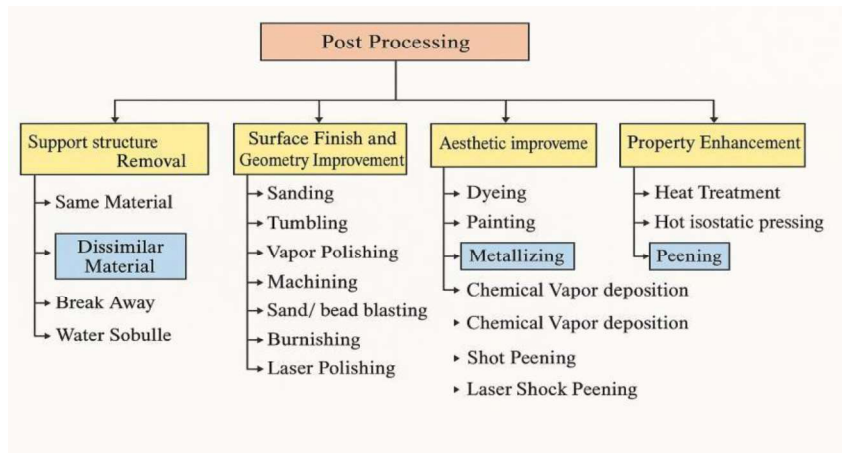 Post Processing
Support structure
Removal
Same Material
Dissimilar
Material
Break Away
Water Sobulle
Surface Finish and
Geometry Improvement
Sanding
Tumbling
Vapor Polishing
Machining
Sand/ bead blasting
Burnishing
Laser Polishing
Aesthetic improveme
Dyeing
Painting
Metallizing
Chemical Vapor deposition
Chemical Vapor deposition
Shot Peening
Laser Shock Peening
Property Enhancement
Heat Treatment
Hot isostatic pressing
Peening